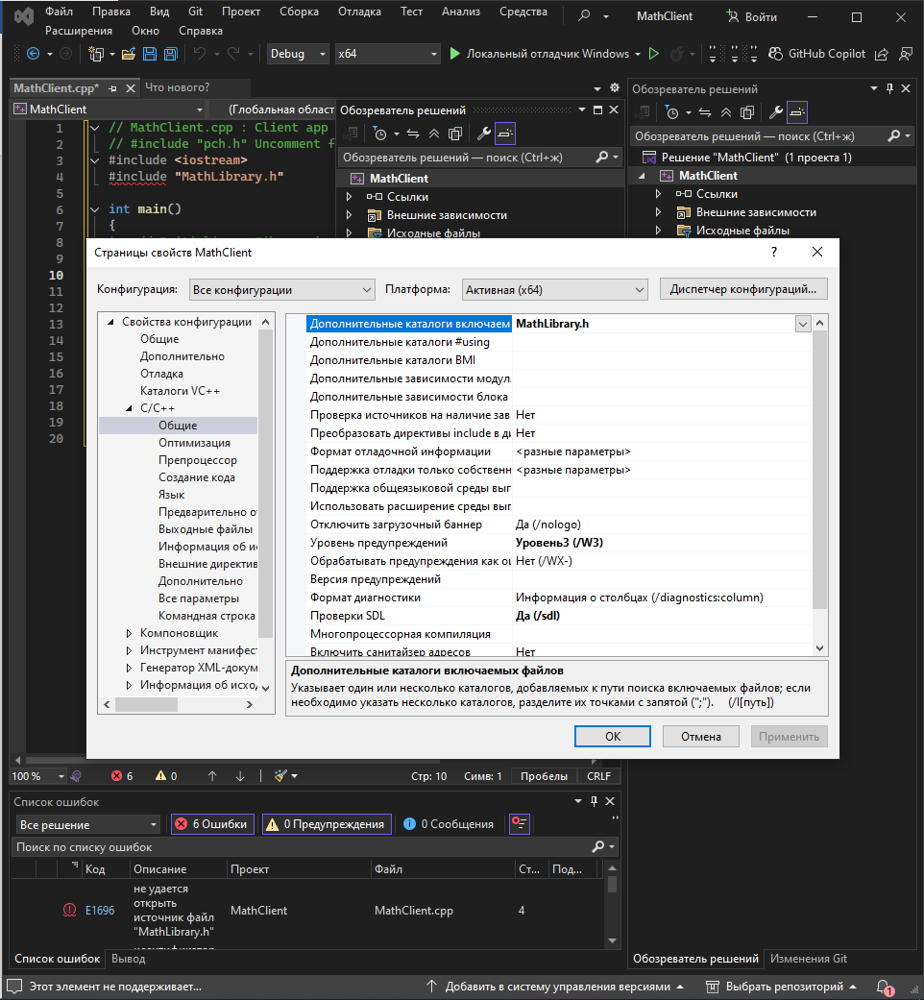 Файл Правка Вид Git Проект Сборка Отладка Тест Анализ Средства MathClient Войти
Расширения Окно Справка
Debug x64 Локальный отладчик Windows GitHub Copilot
MathClient.cpp* Что нового?
MathClient (Глобальная област
1 // MathClient.cpp : Client app
2 // #include "pch.h" Uncomment f
3 #include <iostream>
4 #include "MathLibrary.h"
5
6 int main()
7 {
8
9
10
11
12
13
14
15
16
17
18
19
20
Обозреватель решений
Обозреватель решений — поиск (Ctrl+ж)
MathClient
Ссылки
Внешние зависимости
Исходные файлы
Обозреватель решений
Обозреватель решений — поиск (Ctrl+ж)
Решение "MathClient" (1 проекта 1)
MathClient
Ссылки
Внешние зависимости
Исходные файлы
Страницы свойств MathClient ?
Конфигурация: Все конфигурации Платформа: Активная (x64) Диспетчер конфигураций...
Свойства конфигурации
Общие
Дополнительно
Отладка
Каталоги VC++
C/C++
Общие
Оптимизация
Препроцессор
Создание кода
Язык
Предварительно о
Выходные файлы
Информация об и
Внешние директив
Дополнительно
Все параметры
Командная строка
Компоновщик
Инструмент манифес
Генератор XML-докум
Информация об исхо
Дополнительные каталоги включаем MathLibrary.h
Дополнительные каталоги #using
Дополнительные каталоги BMI
Дополнительные зависимости модул
Дополнительные зависимости блока
Проверка источников на наличие зав Нет
Преобразовать директивы include в ди Нет
Формат отладочной информации <разные параметры>
Поддержка отладки только собственн <разные параметры>
Поддержка общеязыковой среды вып
Использовать расширение среды вып
Отключить загрузочный баннер Да (/nologo)
Уровень предупреждений Уровень3 (/W3)
Обрабатывать предупреждения как ош Нет (/WX-)
Версия предупреждений
Формат диагностики Информация о столбцах (/diagnostics:column)
Проверки SDL Да (/sdl)
Многопроцессорная компиляция
Включить санитайзер адресов Нет
Дополнительные каталоги включаемых файлов
Указывает один или несколько каталогов, добавляемых к пути поиска включаемых файлов; если
необходимо указать несколько каталогов, разделите их точками с запятой (";"). (/I[путь])
ОК Отмена Применить
100 % 6 0 Стр: 10 Симв: 1 Пробелы CRLF
Список ошибок
Все решение 6 Ошибки 0 Предупреждения 0 Сообщения
Поиск по списку ошибок
Код Описание Проект Файл Ст... Под...
E1696 не удается
открыть
источник файл
"MathLibrary.h" MathClient MathClient.cpp 4
Список ошибок Вывод
Обозреватель решений Изменения Git
Этот элемент не поддерживает... Добавить в систему управления версиями Выбрать репозиторий 1